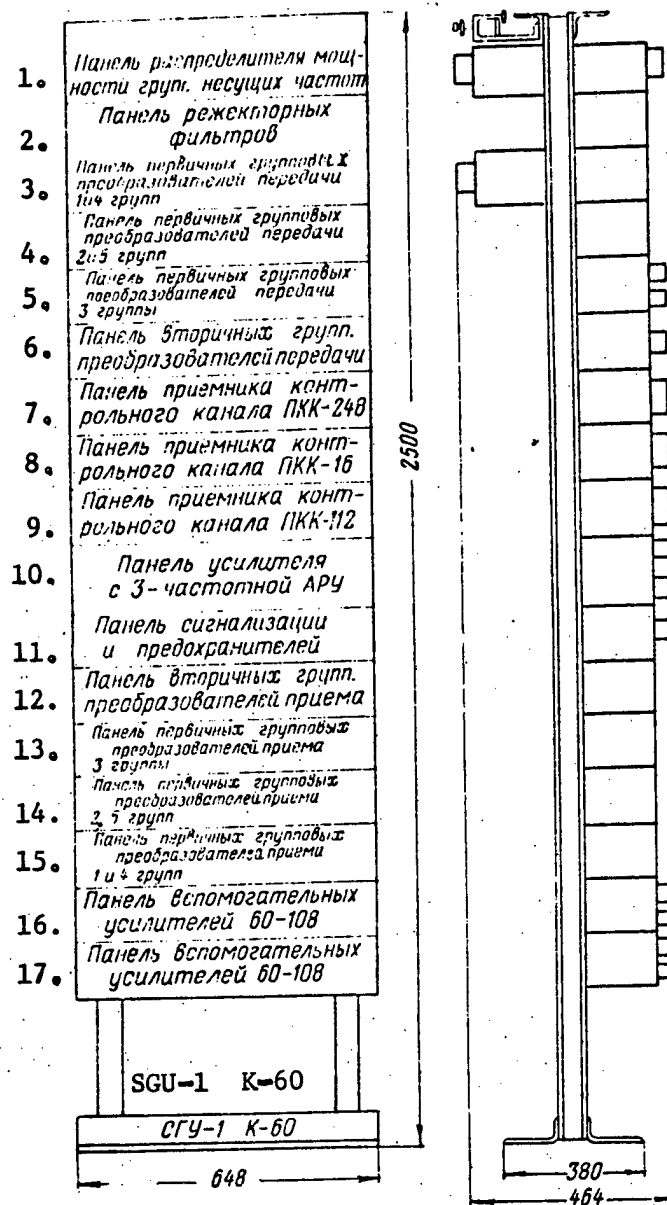 1. Панель распределителя мощ-
ности груп. несущих частот
2. Панель режекторных
фильтров
3. Панель первичных групповых
преобразователей передачи
1и4 групп
4. Панель первичных групповых
преобразователей передачи
2и5 групп
5. Панель первичных групповых
преобразователей передачи
3 группы
6. Панель вторичных групп.
преобразователей передачи
7. Панель приемника конт-
рольного канала ПКК-248
8. Панель приемника конт-
рольного канала ПКК-16
9. Панель приемника конт-
рольного канала ПКК-112
10. Панель усилителя
с 3-частотной АРУ
11. Панель сигнализации
и предохранителей
12. Панель вторичных групп.
преобразователей приема
13. Панель первичных групповых
преобразователей приема
3 группы
14. Панель первичных групповых
преобразователей приема
2, 5 групп
15. Панель первичных групповых
преобразователей приема
1 и 4 групп
16. Панель вспомогательных
усилителей 60-108
17. Панель вспомогательных
усилителей 60-108
SGU-1 K-60
СГУ-1 К-60
648
2500
380
464